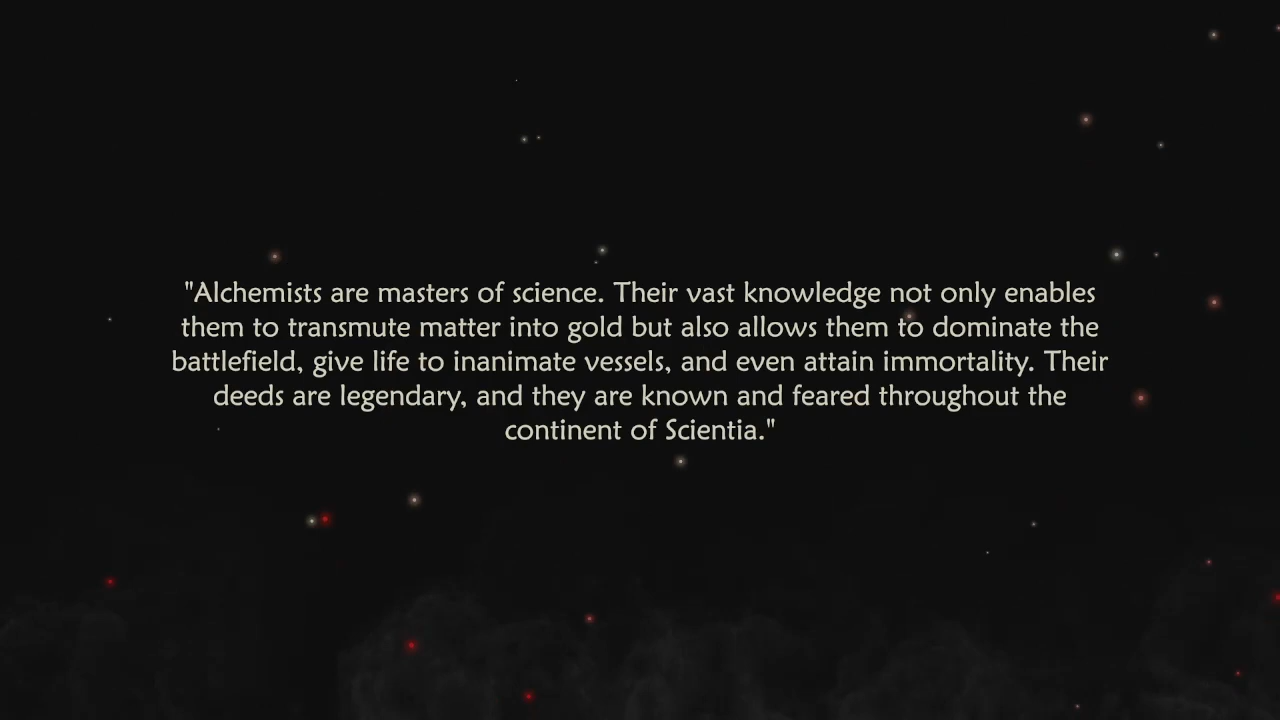 "Alchemists are masters of science. Their vast knowledge not only enables
them to transmute matter into gold but also allows them to dominate the
battlefield, give life to inanimate vessels, and even attain immortality. Their
deeds are legendary, and they are known and feared throughout the
continent of Scientia."